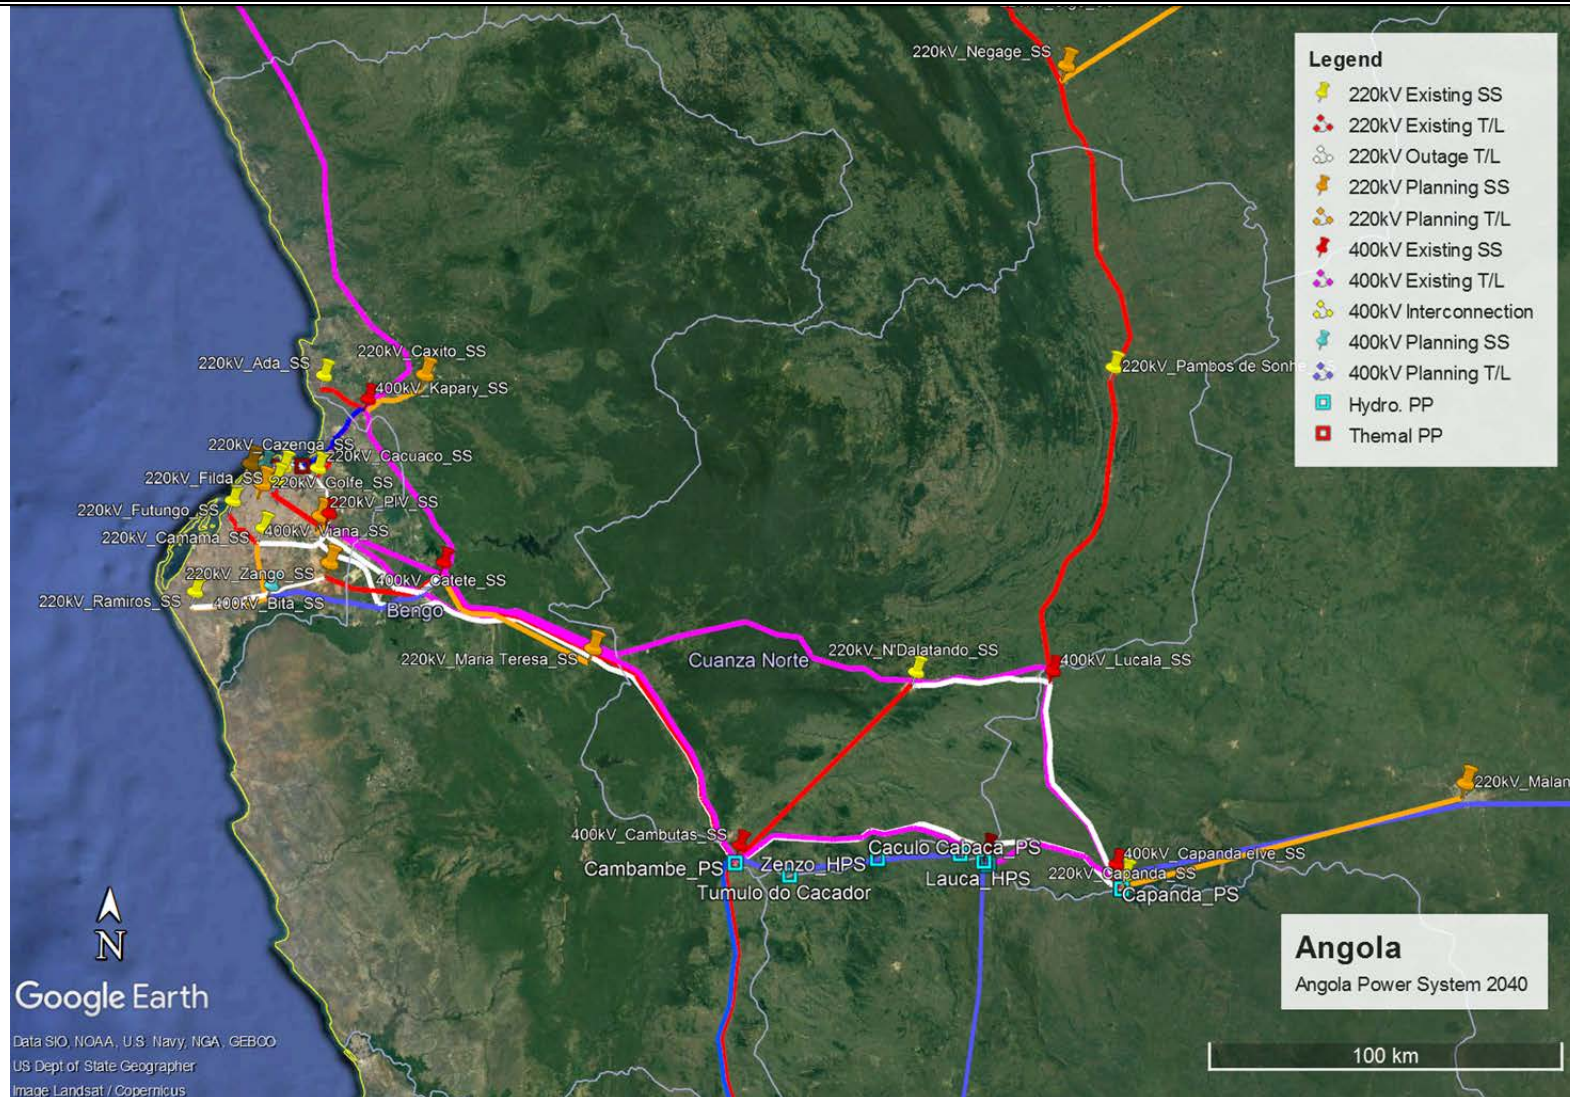 220kV_Negage_SS
Legend
220kV Existing SS
220kV Existing T/L
220kV Outage T/L
220kV Planning SS
220kV Planning T/L
400kV Existing SS
400kV Existing T/L
400kV Interconnection
400kV Planning SS
400kV Planning T/L
Hydro. PP
Themal PP
220kV_Ada_SS
220kV_Caxito_SS
400kV_Kapary_SS
220kV_Pambos de Sonhe
220kV_Cazenga_SS
220kV_Cacuaco_SS
220kV_Filda_SS
220kV_Golfe_SS
220kV_PIV_SS
220kV_Futungo_SS
400kV_Viana_SS
220kV_Camama_SS
220kV_Zango_SS
400kV_Catete_SS
220kV_Ramiros_SS
400kV_Bita_SS
Bengo
220kV_Maria Teresa_SS
Cuanza Norte
220kV_N'Dalatando_SS
400kV_Lucala_SS
220kV_Malan
400kV_Cambutas_SS
Cambambe_PS
Zenzo_HPS
Caculo Cabaca_PS
Lauca_HPS
Tumulo do Cacador
400kV_Capanda elve_SS
220kV_Capanda_SS
Capanda_PS
N
Google Earth
Data SIO, NOAA, U.S. Navy, NGA, GEBCO
US Dept of State Geographer
Image Landsat / Copernicus
Angola
Angola Power System 2040
100 km